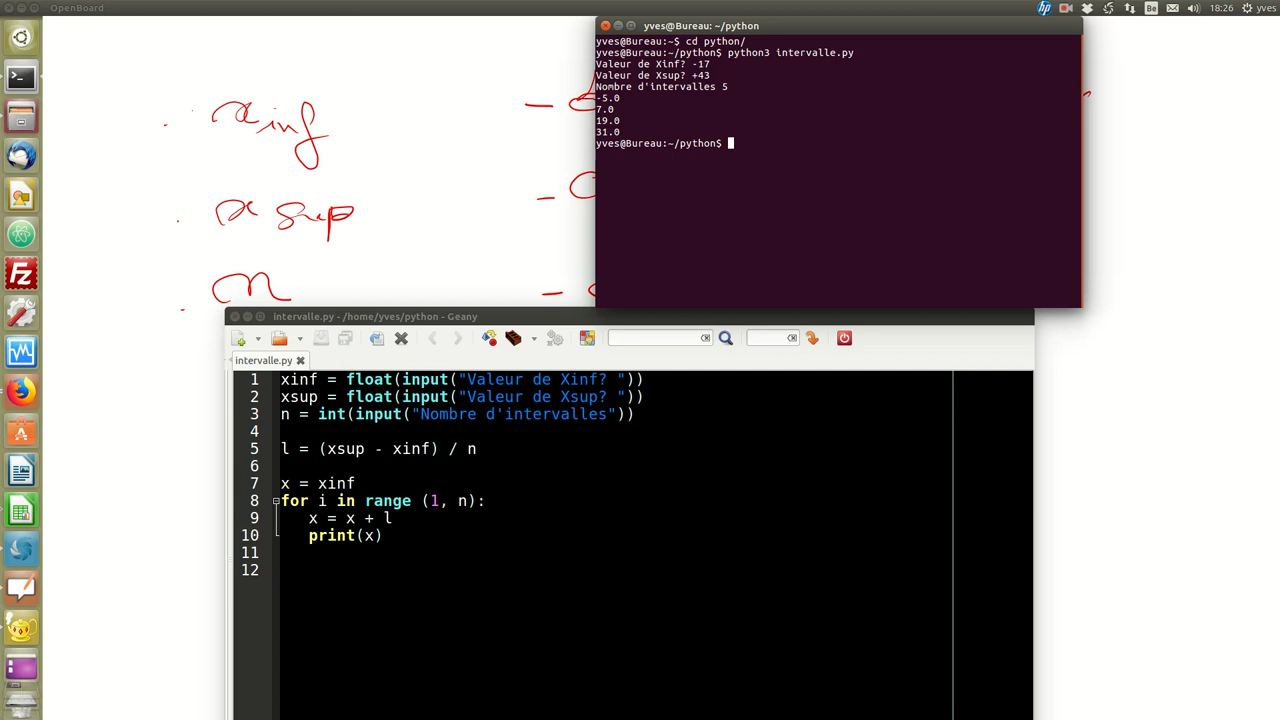 OpenBoard
Be
18:26
yves
yves@Bureau: ~/python
yves@Bureau:~$ cd python/
yves@Bureau:~/python$ python3 intervalle.py
Valeur de Xinf? -17
Valeur de Xsup? +43
Nombre d'intervalles 5
-5.0
7.0
19.0
31.0
yves@Bureau:~/python$
x inf
x sup
n
intervalle.py - /home/yves/python - Geany
intervalle.py
1 xinf = float(input("Valeur de Xinf? "))
2 xsup = float(input("Valeur de Xsup? "))
3 n = int(input("Nombre d'intervalles"))
4
5 l = (xsup - xinf) / n
6
7 x = xinf
8 for i in range (1, n):
9 x = x + l
10 print(x)
11
12